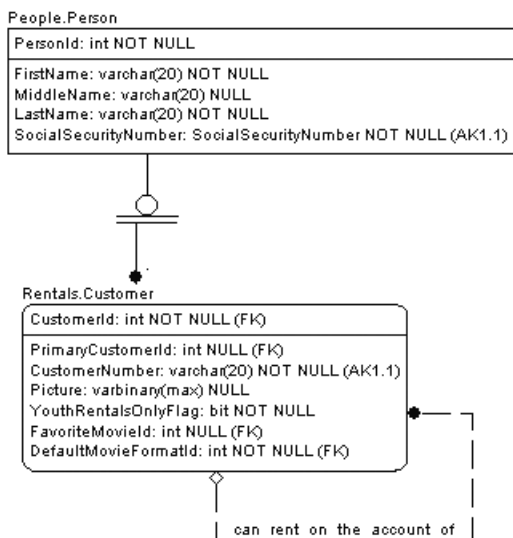 People.Person
PersonId: int NOT NULL
FirstName: varchar(20) NOT NULL
MiddleName: varchar(20) NULL
LastName: varchar(20) NOT NULL
SocialSecurityNumber: SocialSecurityNumber NOT NULL (AK1.1)
Rentals.Customer
CustomerId: int NOT NULL (FK)
PrimaryCustomerId: int NULL (FK)
CustomerNumber: varchar(20) NOT NULL (AK1.1)
Picture: varbinary(max) NULL
YouthRentalsOnlyFlag: bit NOT NULL
FavoriteMovieId: int NULL (FK)
DefaultMovieFormatId: int NOT NULL (FK)
can rent on the account of